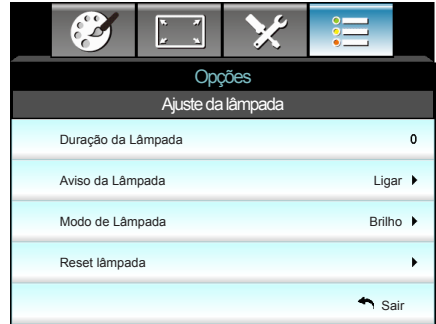 Opções
Ajuste da lâmpada
Duração da Lâmpada 0
Aviso da Lâmpada Ligar
Modo de Lâmpada Brilho
Reset lâmpada
Sair